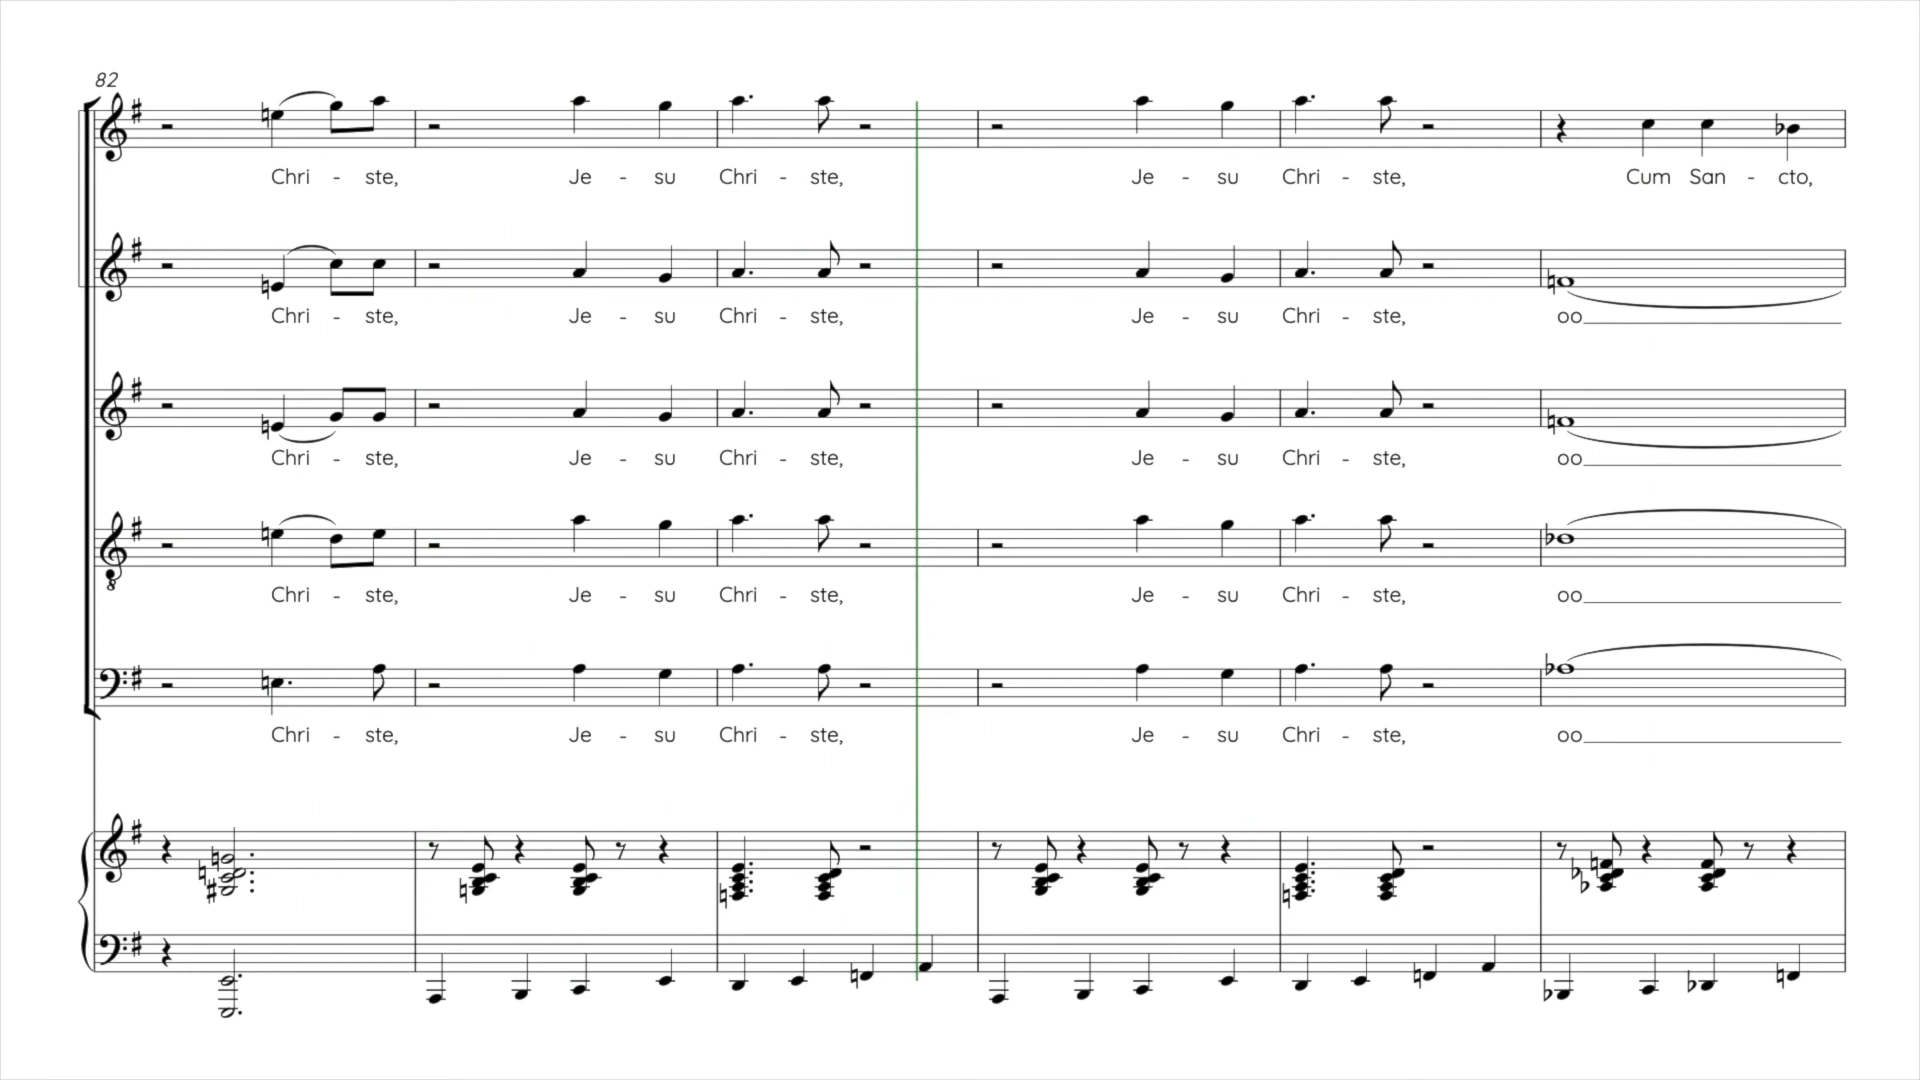 82
Chri - ste, Je - su Chri - ste, Je - su Chri - ste, Cum San - cto,
Chri - ste, Je - su Chri - ste, Je - su Chri - ste, oo
Chri - ste, Je - su Chri - ste, Je - su Chri - ste, oo
Chri - ste, Je - su Chri - ste, Je - su Chri - ste, oo
Chri - ste, Je - su Chri - ste, Je - su Chri - ste, oo